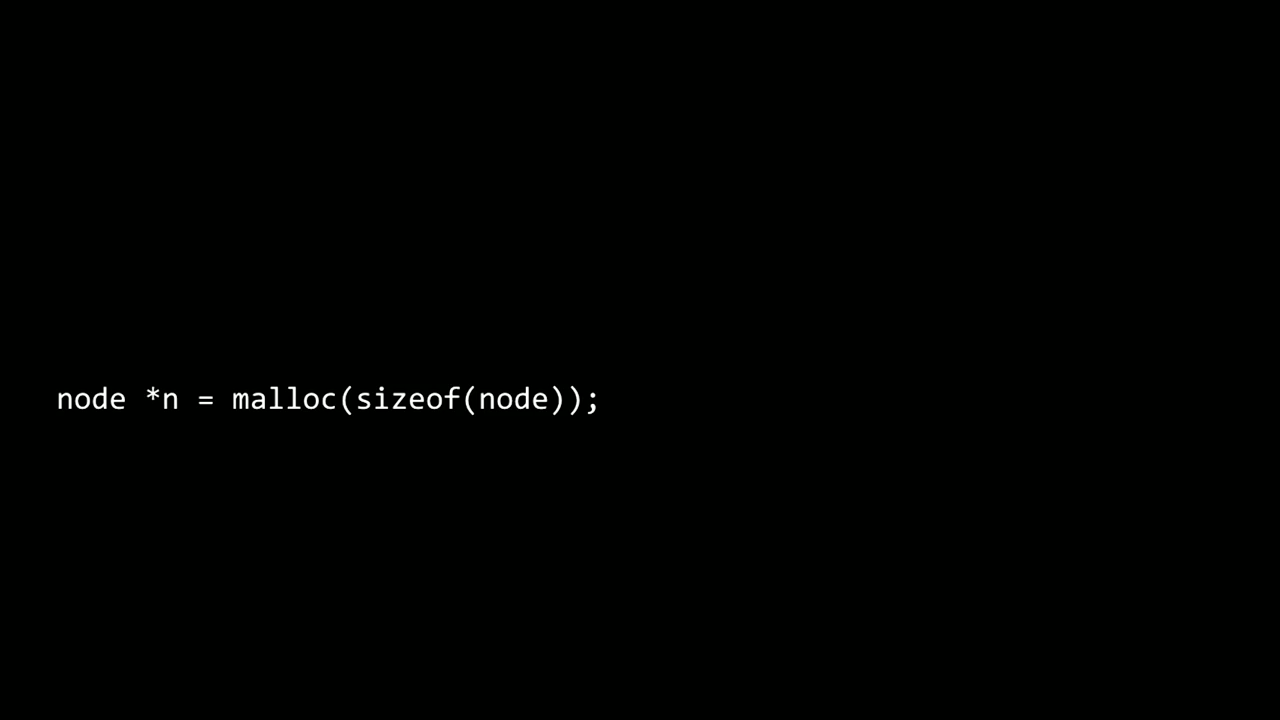 node *n = malloc(sizeof(node));